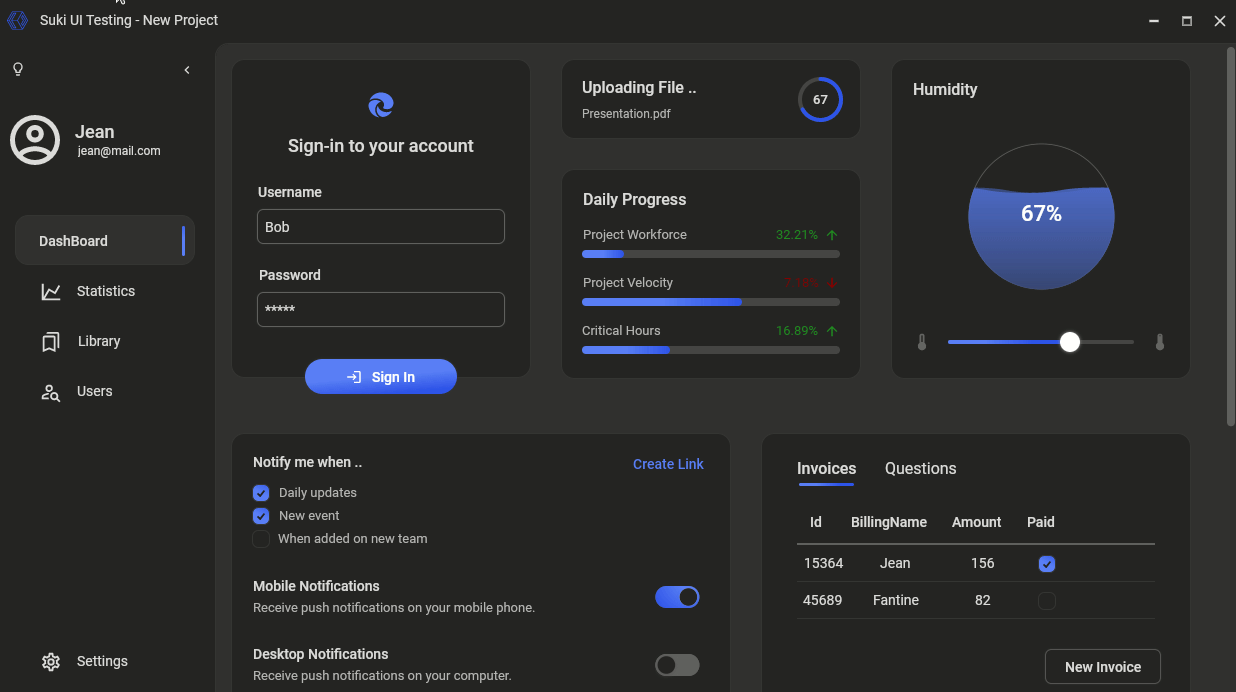 Suki UI Testing - New Project
Jean
jean@mail.com
DashBoard
Statistics
Library
Users
Settings
Sign-in to your account
Username
Bob
Password
*****
Sign In
Uploading File ..
Presentation.pdf
67
Daily Progress
Project Workforce 32.21%
Project Velocity 7.13%
Critical Hours 16.89%
Humidity
67%
Notify me when ..
Create Link
Daily updates
New event
When added on new team
Mobile Notifications
Receive push notifications on your mobile phone.
Desktop Notifications
Receive push notifications on your computer.
Invoices Questions
Id BillingName Amount Paid
15364 Jean 156
45689 Fantine 82
New Invoice